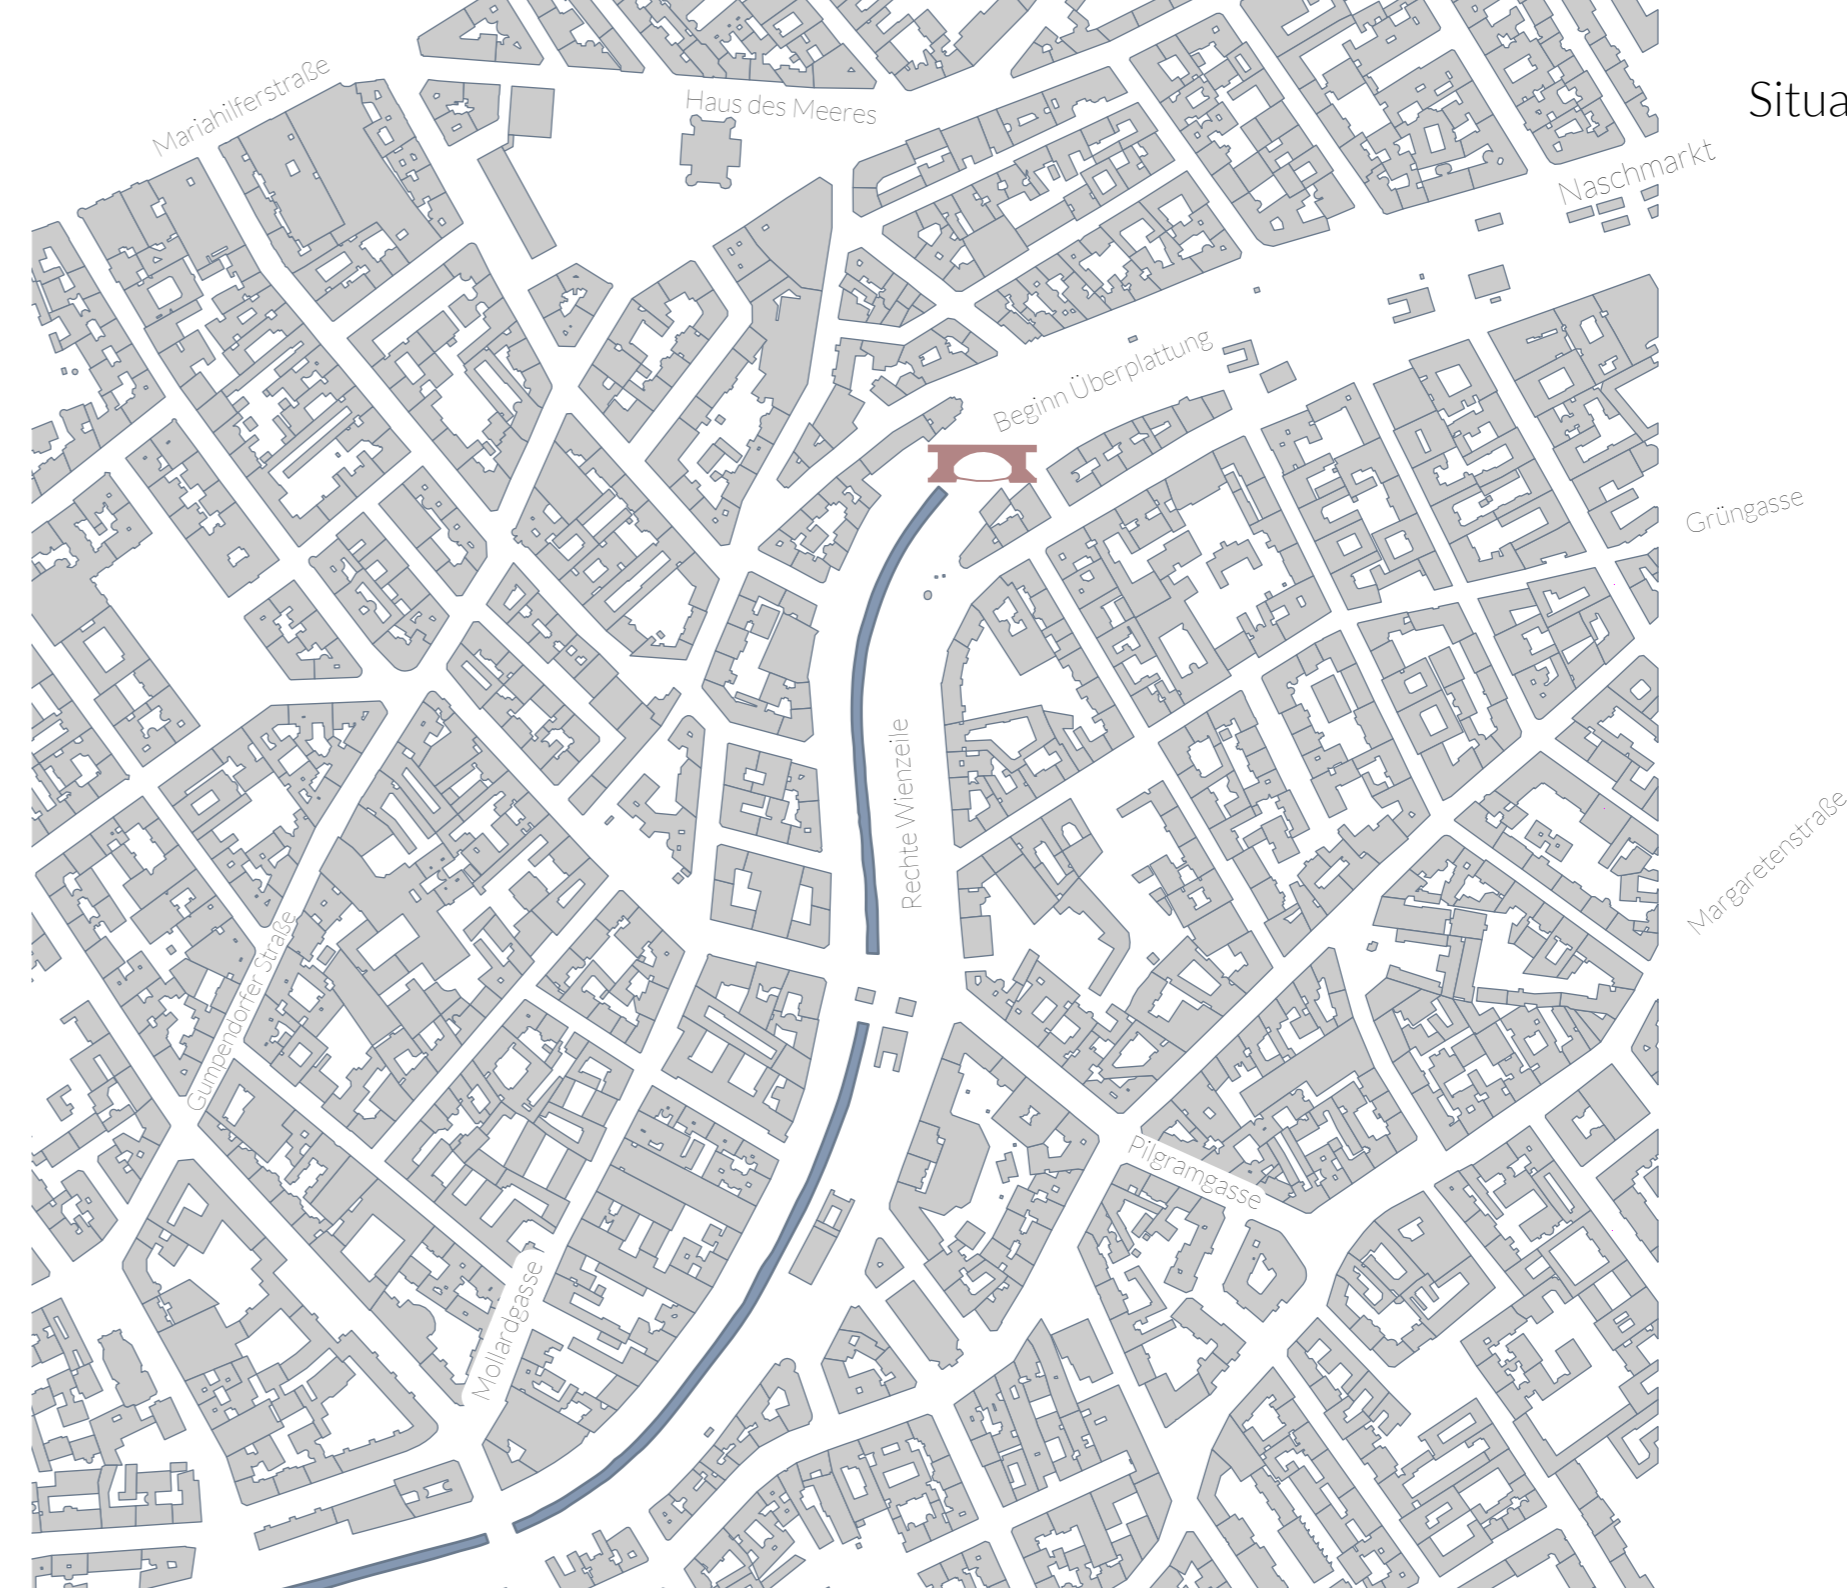 Mariahilferstraße
Haus des Meeres
Situa
Naschmarkt
Beginn Überplattung
Grüngasse
Rechte Wienzeile
Margaretenstraße
Gumpendorfer Straße
Pilgramgasse
Mollardgasse